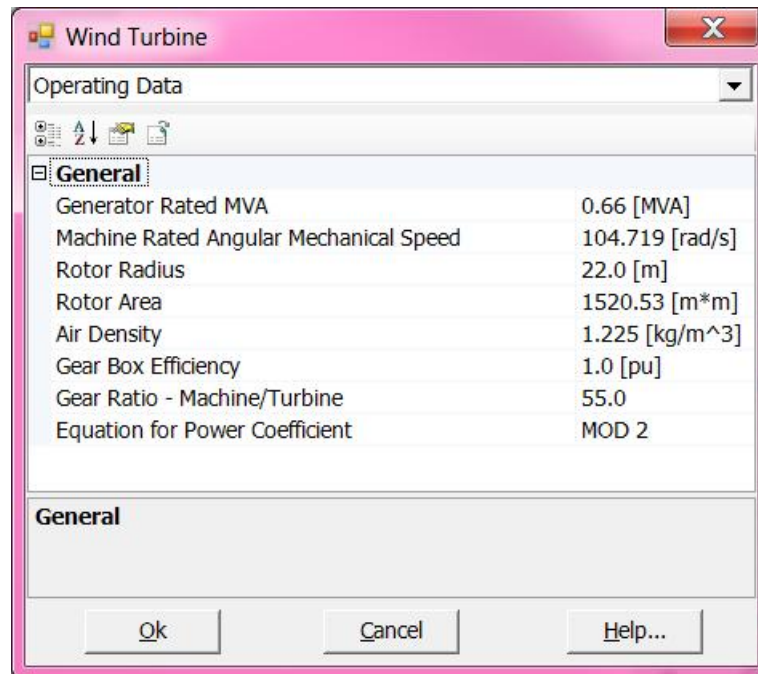 Wind Turbine
Operating Data
General
Generator Rated MVA 0.66 [MVA]
Machine Rated Angular Mechanical Speed 104.719 [rad/s]
Rotor Radius 22.0 [m]
Rotor Area 1520.53 [m*m]
Air Density 1.225 [kg/m^3]
Gear Box Efficiency 1.0 [pu]
Gear Ratio - Machine/Turbine 55.0
Equation for Power Coefficient MOD 2
General
Ok Cancel Help...